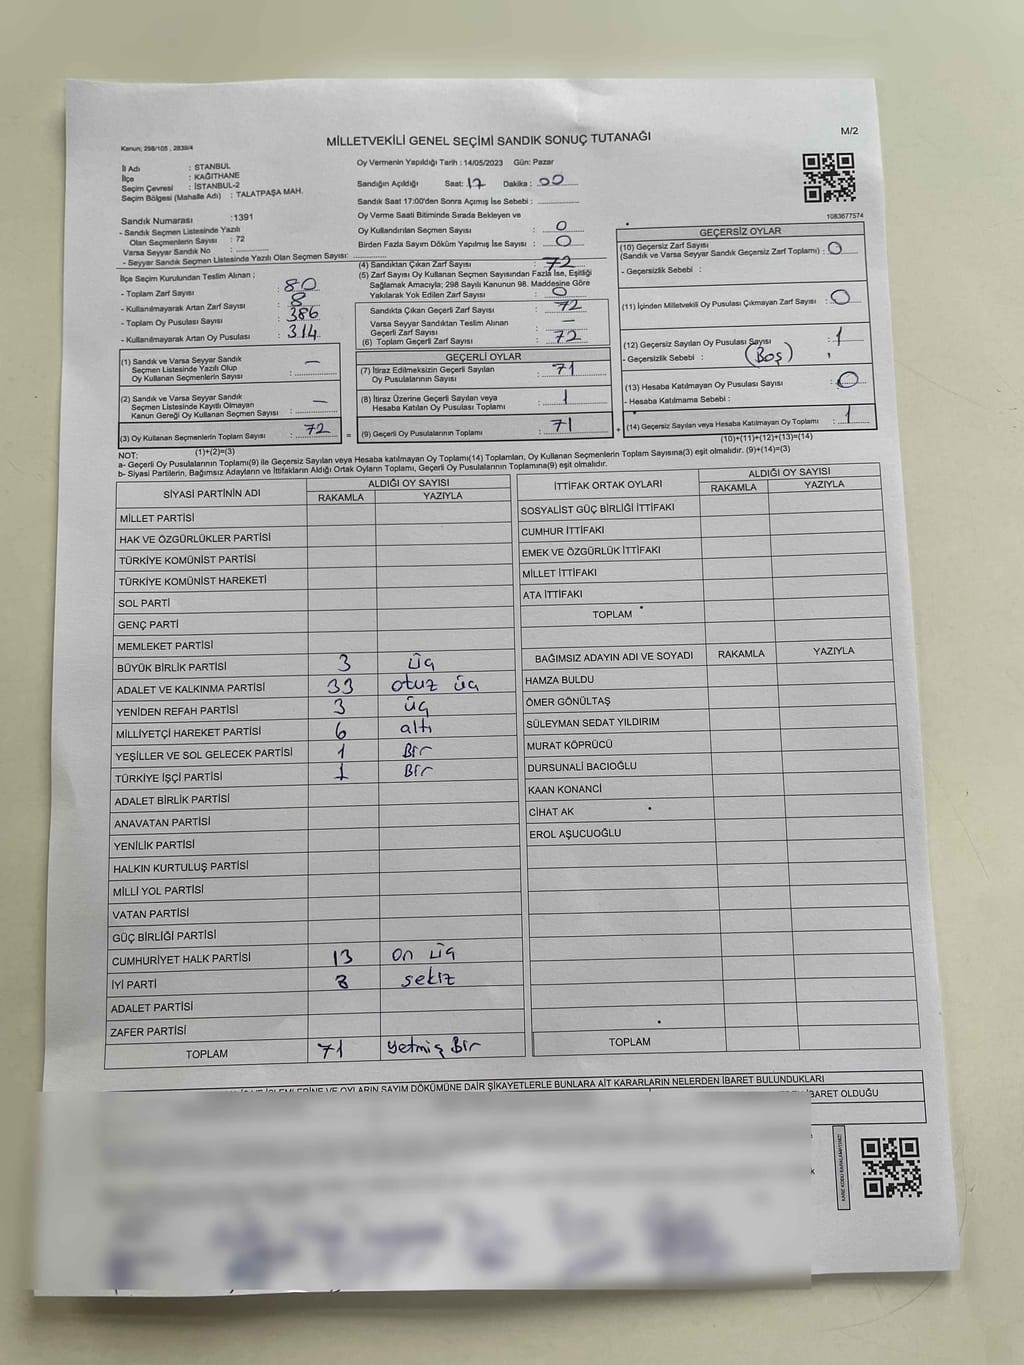 M/2
MİLLETVEKİLİ GENEL SEÇİMİ SANDIK SONUÇ TUTANAĞI
Kanun; 298/105 , 2839/4
İl Adı : STANBUL
İlçe : KAĞITHANE
Seçim Çevresi : İSTANBUL-2
Seçim Bölgesi (Mahalle Adı) : TALATPAŞA MAH.
Sandık Numarası :1391
- Sandık Seçmen Listesinde Yazılı
Olan Seçmenlerin Sayısı : 72
Varsa Seyyar Sandık No :
- Seyyar Sandık Seçmen Listesinde Yazılı Olan Seçmen Sayısı:
İlçe Seçim Kurulundan Teslim Alınan ;
- Toplam Zarf Sayısı : 80
- Kullanılmayarak Artan Zarf Sayısı : 8
- Toplam Oy Pusulası Sayısı : 386
- Kullanılmayarak Artan Oy Pusulası : 314
(1) Sandık ve Varsa Seyyar Sandık
Seçmen Listesinde Yazılı Olup
Oy Kullanan Seçmenlerin Sayısı : —
(2) Sandık ve Varsa Seyyar Sandık
Seçmen Listesinde Kayıtlı Olmayan
Kanun Gereği Oy Kullanan Seçmen Sayısı : —
(3) Oy Kullanan Seçmenlerin Toplam Sayısı : 72
(1)+(2)=(3)
Oy Vermenin Yapıldığı Tarih : 14/05/2023 Gün: Pazar
Sandığın Açıldığı Saat: 17 Dakika : 00
Sandık Saat 17:00'den Sonra Açımış İse Sebebi :
Oy Verme Saati Bitiminde Sırada Bekleyen ve
Oy Kullandırılan Seçmen Sayısı : 0
Birden Fazla Sayım Döküm Yapılmış İse Sayısı : 0
(4) Sandıktan Çıkan Zarf Sayısı : 72
(5) Zarf Sayısı Oy Kullanan Seçmen Sayısından Fazla İse, Eşitliği
Sağlamak Amacıyla; 298 Sayılı Kanunun 98. Maddesine Göre
Yakılarak Yok Edilen Zarf Sayısı : 0
Sandıkta Çıkan Geçerli Zarf Sayısı : 72
Varsa Seyyar Sandıktan Teslim Alınan
Geçerli Zarf Sayısı : —
(6) Toplam Geçerli Zarf Sayısı : 72
GEÇERLİ OYLAR
(7) İtiraz Edilmeksizin Geçerli Sayılan
Oy Pusulalarının Sayısı : 71
(8) İtiraz Üzerine Geçerli Sayılan veya
Hesaba Katılan Oy Pusulası Toplamı : 1
= (9) Geçerli Oy Pusulalarının Toplamı : 71
1083677574
GEÇERSİZ OYLAR
(10) Geçersiz Zarf Sayısı
(Sandık ve Varsa Seyyar Sandık Geçersiz Zarf Toplamı) : 0
- Geçersizlik Sebebi :
(11) İçinden Milletvekili Oy Pusulası Çıkmayan Zarf Sayısı : 0
(12) Geçersiz Sayılan Oy Pusulası Sayısı : 1
- Geçersizlik Sebebi : (Boş)
(13) Hesaba Katılmayan Oy Pusulası Sayısı : 0
- Hesaba Katılmama Sebebi :
+ (14) Geçersiz Sayılan veya Hesaba Katılmayan Oy Toplamı : 1
(10)+(11)+(12)+(13)=(14)
NOT:
a- Geçerli Oy Pusulalarının Toplamı(9) ile Geçersiz Sayılan veya Hesaba Katılmayan Oy Toplamı(14) Toplamları, Oy Kullanan Seçmenlerin Toplam Sayısına(3) eşit olmalıdır. (9)+(14)=(3)
b- Siyasi Partilerin, Bağımsız Adayların ve İttifakların Aldığı Ortak Oyların Toplamı, Geçerli Oy Pusulalarının Toplamına(9) eşit olmalıdır.
SİYASİ PARTİNİN ADI ALDIĞI OY SAYISI
RAKAMLA YAZIYLA
MİLLET PARTİSİ
HAK VE ÖZGÜRLÜKLER PARTİSİ
TÜRKİYE KOMÜNİST PARTİSİ
TÜRKİYE KOMÜNİST HAREKETİ
SOL PARTİ
GENÇ PARTİ
MEMLEKET PARTİSİ
BÜYÜK BİRLİK PARTİSİ 3 üç
ADALET VE KALKINMA PARTİSİ 33 otuz üç
YENİDEN REFAH PARTİSİ 3 üç
MİLLİYETÇİ HAREKET PARTİSİ 6 altı
YEŞİLLER VE SOL GELECEK PARTİSİ 1 Bir
TÜRKİYE İŞÇİ PARTİSİ 1 Bir
ADALET BİRLİK PARTİSİ
ANAVATAN PARTİSİ
YENİLİK PARTİSİ
HALKIN KURTULUŞ PARTİSİ
MİLLİ YOL PARTİSİ
VATAN PARTİSİ
GÜÇ BİRLİĞİ PARTİSİ
CUMHURİYET HALK PARTİSİ 13 on üç
İYİ PARTİ 8 sekiz
ADALET PARTİSİ
ZAFER PARTİSİ
TOPLAM 71 yetmiş Bir
İTTİFAK ORTAK OYLARI ALDIĞI OY SAYISI
RAKAMLA YAZIYLA
SOSYALİST GÜÇ BİRLİĞİ İTTİFAKI
CUMHUR İTTİFAKI
EMEK VE ÖZGÜRLÜK İTTİFAKI
MİLLET İTTİFAKI
ATA İTTİFAKI
TOPLAM
BAĞIMSIZ ADAYIN ADI VE SOYADI RAKAMLA YAZIYLA
HAMZA BULDU
ÖMER GÖNÜLTAŞ
SÜLEYMAN SEDAT YILDIRIM
MURAT KÖPRÜCÜ
DURSUNALİ BACIOĞLU
KAAN KONANCİ
CİHAT AK
EROL AŞUCUOĞLU
TOPLAM
OYLARIN SAYIM DÖKÜMÜNE DAİR ŞİKAYETLERLE BUNLARA AİT KARARLARIN NELERDEN İBARET BULUNDUKLARI
İBARET OLDUĞU